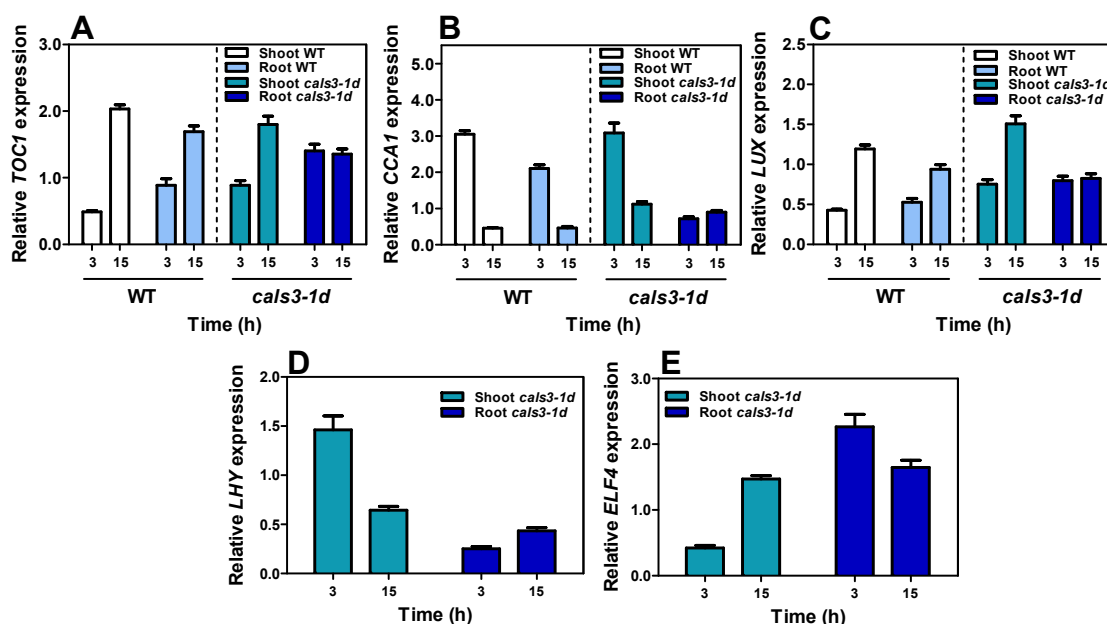 A
Relative TOC1 expression
3.0
2.0
1.0
0.0
Shoot WT
Root WT
Shoot cals3-1d
Root cals3-1d
3 15 3 15 3 15 3 15
WT cals3-1d
Time (h)
B
Relative CCA1 expression
5.0
4.0
3.0
2.0
1.0
0.0
Shoot WT
Root WT
Shoot cals3-1d
Root cals3-1d
3 15 3 15 3 15 3 15
WT cals3-1d
Time (h)
C
Relative LUX expression
2.5
2.0
1.5
1.0
0.5
0.0
Shoot WT
Root WT
Shoot cals3-1d
Root cals3-1d
3 15 3 15 3 15 3 15
WT cals3-1d
Time (h)
D
Relative LHY expression
2.0
1.5
1.0
0.5
0.0
Shoot cals3-1d
Root cals3-1d
3 15 3 15
Time (h)
E
Relative ELF4 expression
3.0
2.0
1.0
0.0
Shoot cals3-1d
Root cals3-1d
3 15 3 15
Time (h)